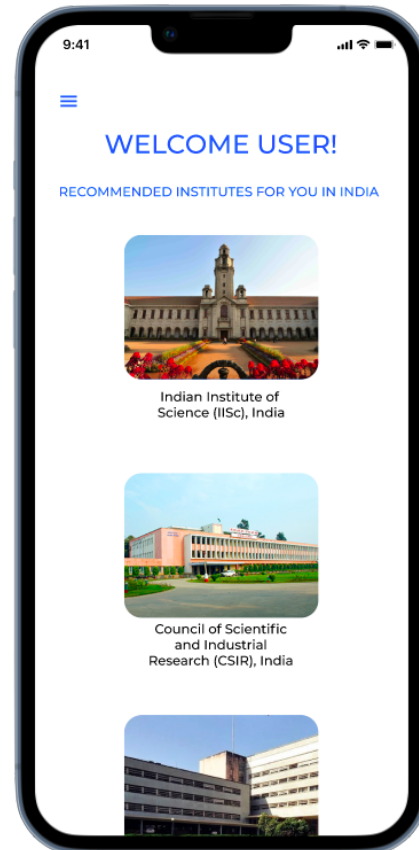 9:41
WELCOME USER!
RECOMMENDED INSTITUTES FOR YOU IN INDIA
Indian Institute of
Science (IISc), India
Council of Scientific
and Industrial
Research (CSIR), India